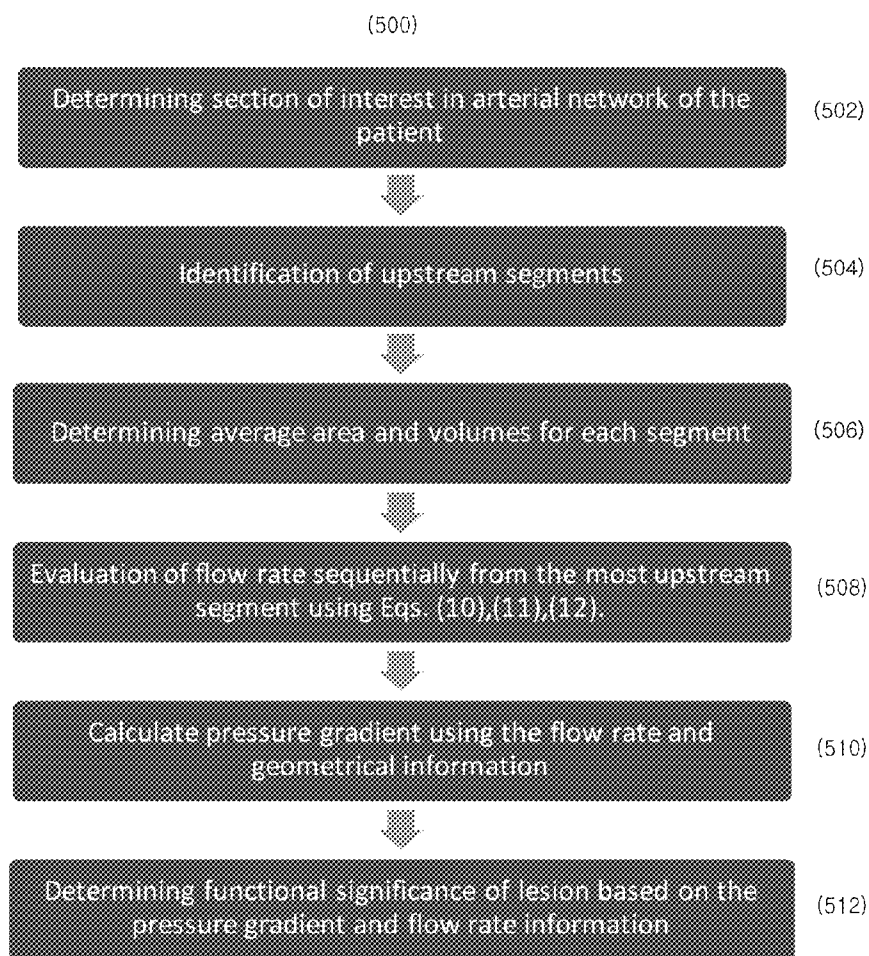 (500)
Determining section of interest in arterial network of the
patient
(502)
Identification of upstream segments
(504)
Determining average area and volumes for each segment
(506)
Evaluation of flow rate sequentially from the most upstream
segment using Eqs. (10),(11),(12).
(508)
Calculate pressure gradient using the flow rate and
geometrical information
(510)
Determining functional significance of lesion based on the
pressure gradient and flow rate information
(512)